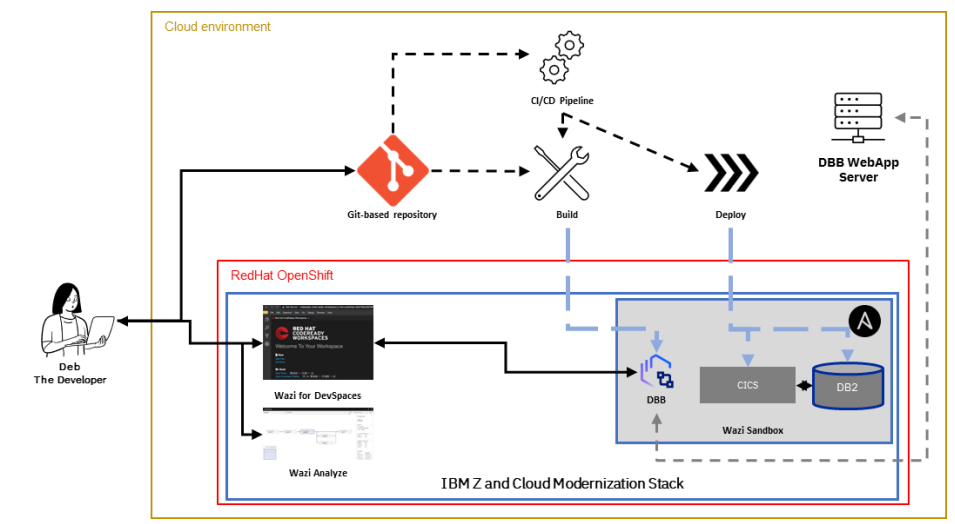 Cloud environment
CI/CD Pipeline
DBB WebApp
Server
Git-based repository
Build
Deploy
RedHat OpenShift
RED HAT
CODEREADY
WORKSPACES
Welcome To Your Workspace
Deb
The Developer
Wazi for DevSpaces
DBB
CICS
DB2
Wazi Sandbox
Wazi Analyze
IBM Z and Cloud Modernization Stack